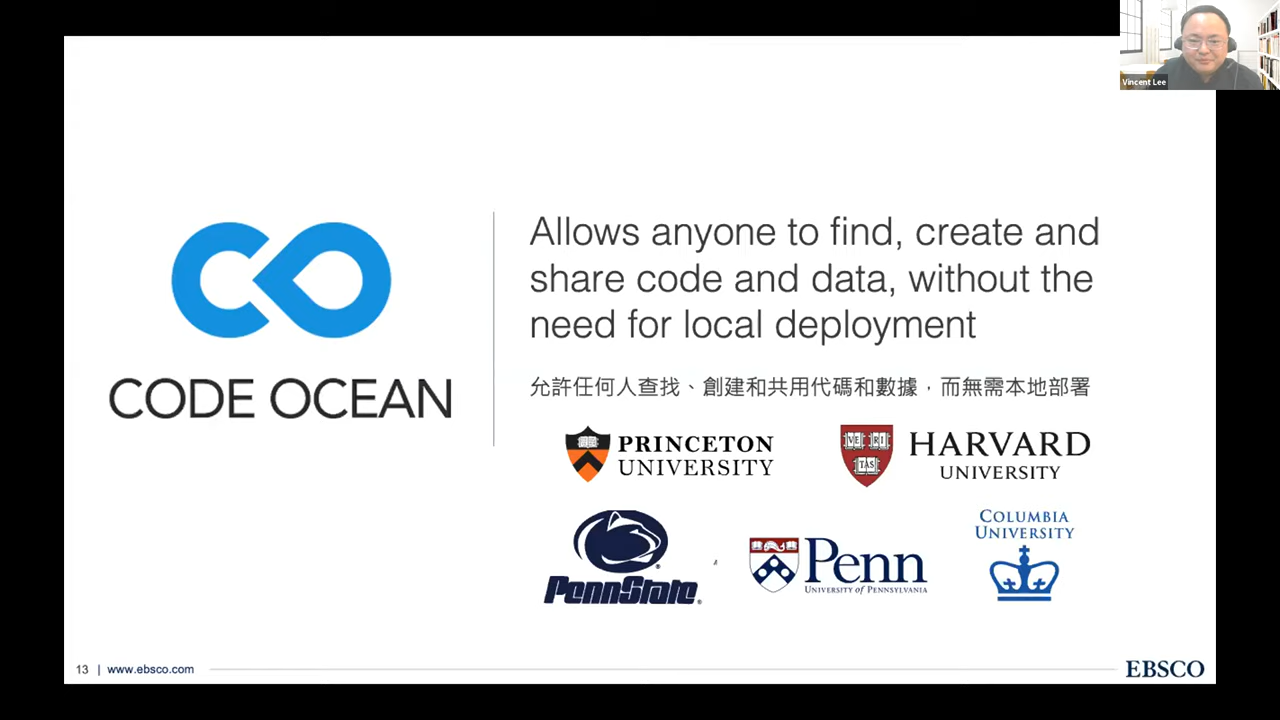 Vincent Lee
Allows anyone to find, create and
share code and data, without the
need for local deployment
允許任何人查找、創建和共用代碼和數據，而無需本地部署
CODE OCEAN
PRINCETON
UNIVERSITY
VE RI
TAS
HARVARD
UNIVERSITY
PennState
Penn
UNIVERSITY of PENNSYLVANIA
COLUMBIA
UNIVERSITY
13 | www.ebsco.com
EBSCO